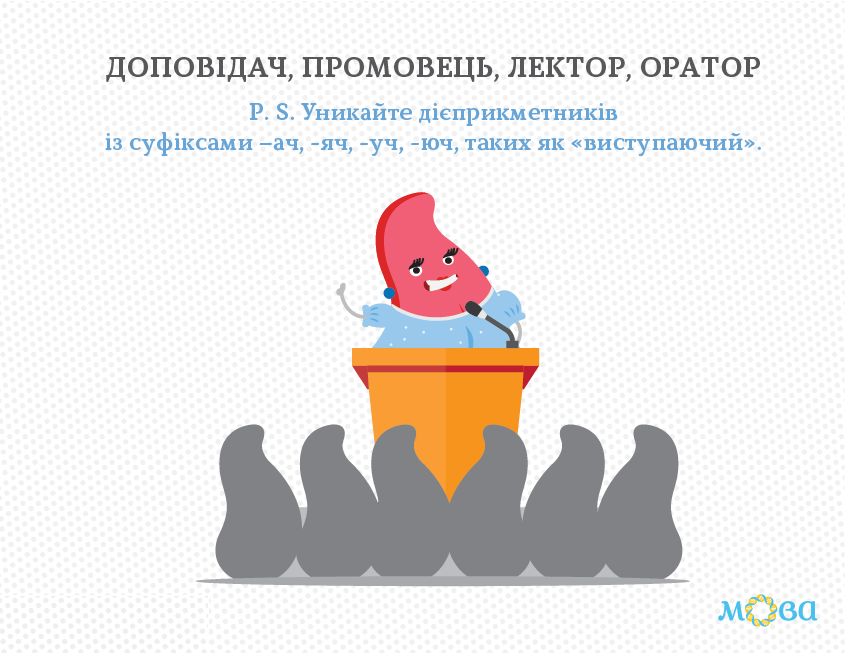 ДОПОВІДАЧ, ПРОМОВЕЦЬ, ЛЕКТОР, ОРАТОР
P. S. Уникайте дієприкметників
із суфіксами –ач, -яч, -уч, -юч, таких як «виступаючий».
мова